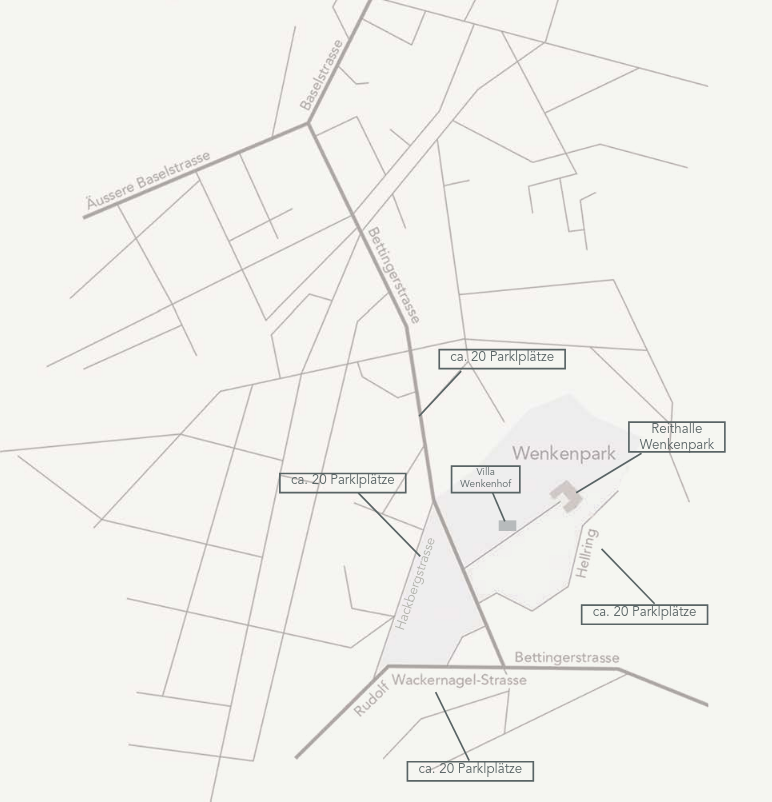 Baselstrasse
Äussere Baselstrasse
Bettingerstrasse
ca. 20 Parklplätze
Reithalle
Wenkenpark
Wenkenpark
Villa
Wenkenhof
ca. 20 Parklplätze
Hackbergstrasse
Hellring
ca. 20 Parklplätze
Bettingerstrasse
Rudolf Wackernagel-Strasse
ca. 20 Parklplätze